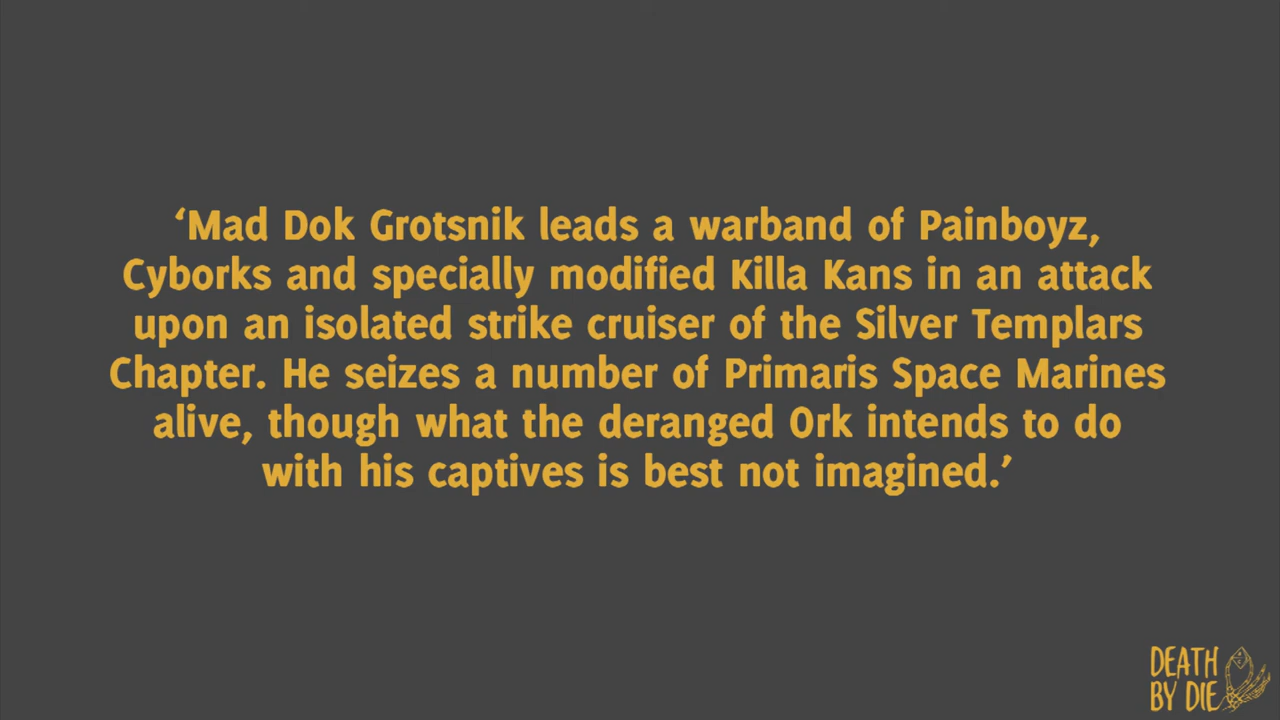 ‘Mad Dok Grotsnik leads a warband of Painboyz,
Cyborks and specially modified Killa Kans in an attack
upon an isolated strike cruiser of the Silver Templars
Chapter. He seizes a number of Primaris Space Marines
alive, though what the deranged Ork intends to do
with his captives is best not imagined.’
DEATH
BY DIE